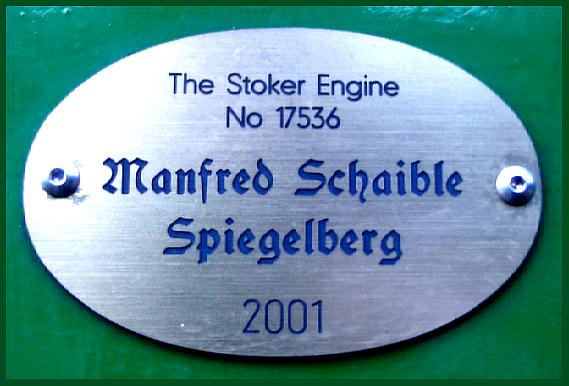 The Stoker Engine
No 17536
Manfred Schaible
Spiegelberg
2001